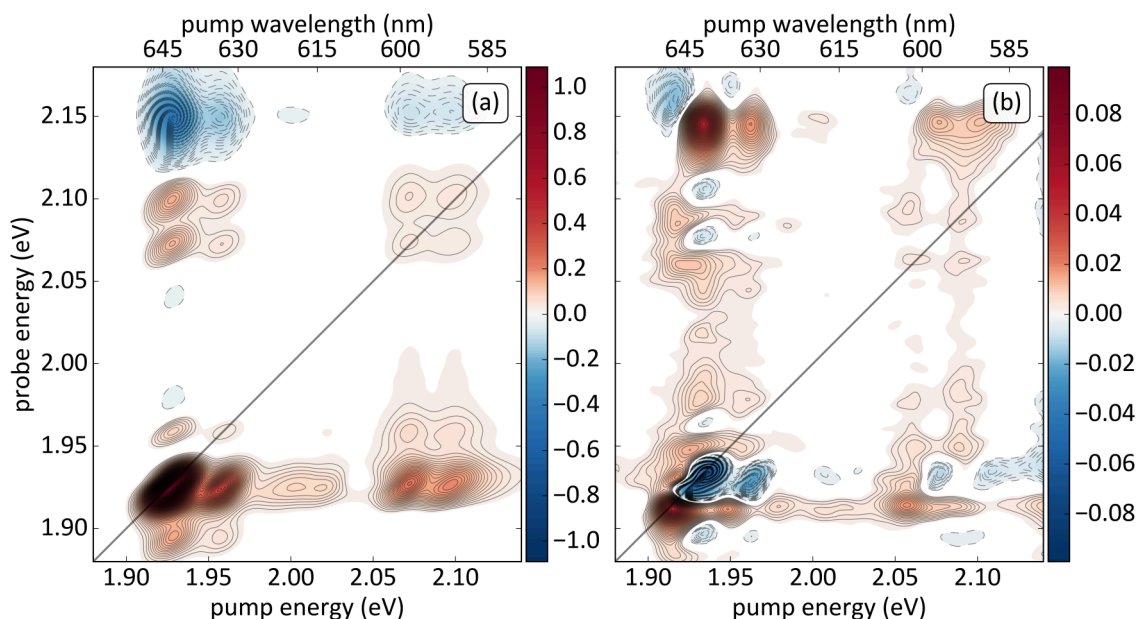 pump wavelength (nm) pump wavelength (nm)
645 630 615 600 585 645 630 615 600 585
(a) (b)
2.15 1.0 0.08
0.8
2.10 0.6 0.06
0.4 0.04
2.05 0.2 0.02
probe energy (eV) 0.0 0.00
2.00 −0.2 −0.02
−0.4 −0.04
1.95 −0.6 −0.06
−0.8 −0.08
1.90 −1.0
1.90 1.95 2.00 2.05 2.10 1.90 1.95 2.00 2.05 2.10
pump energy (eV) pump energy (eV)